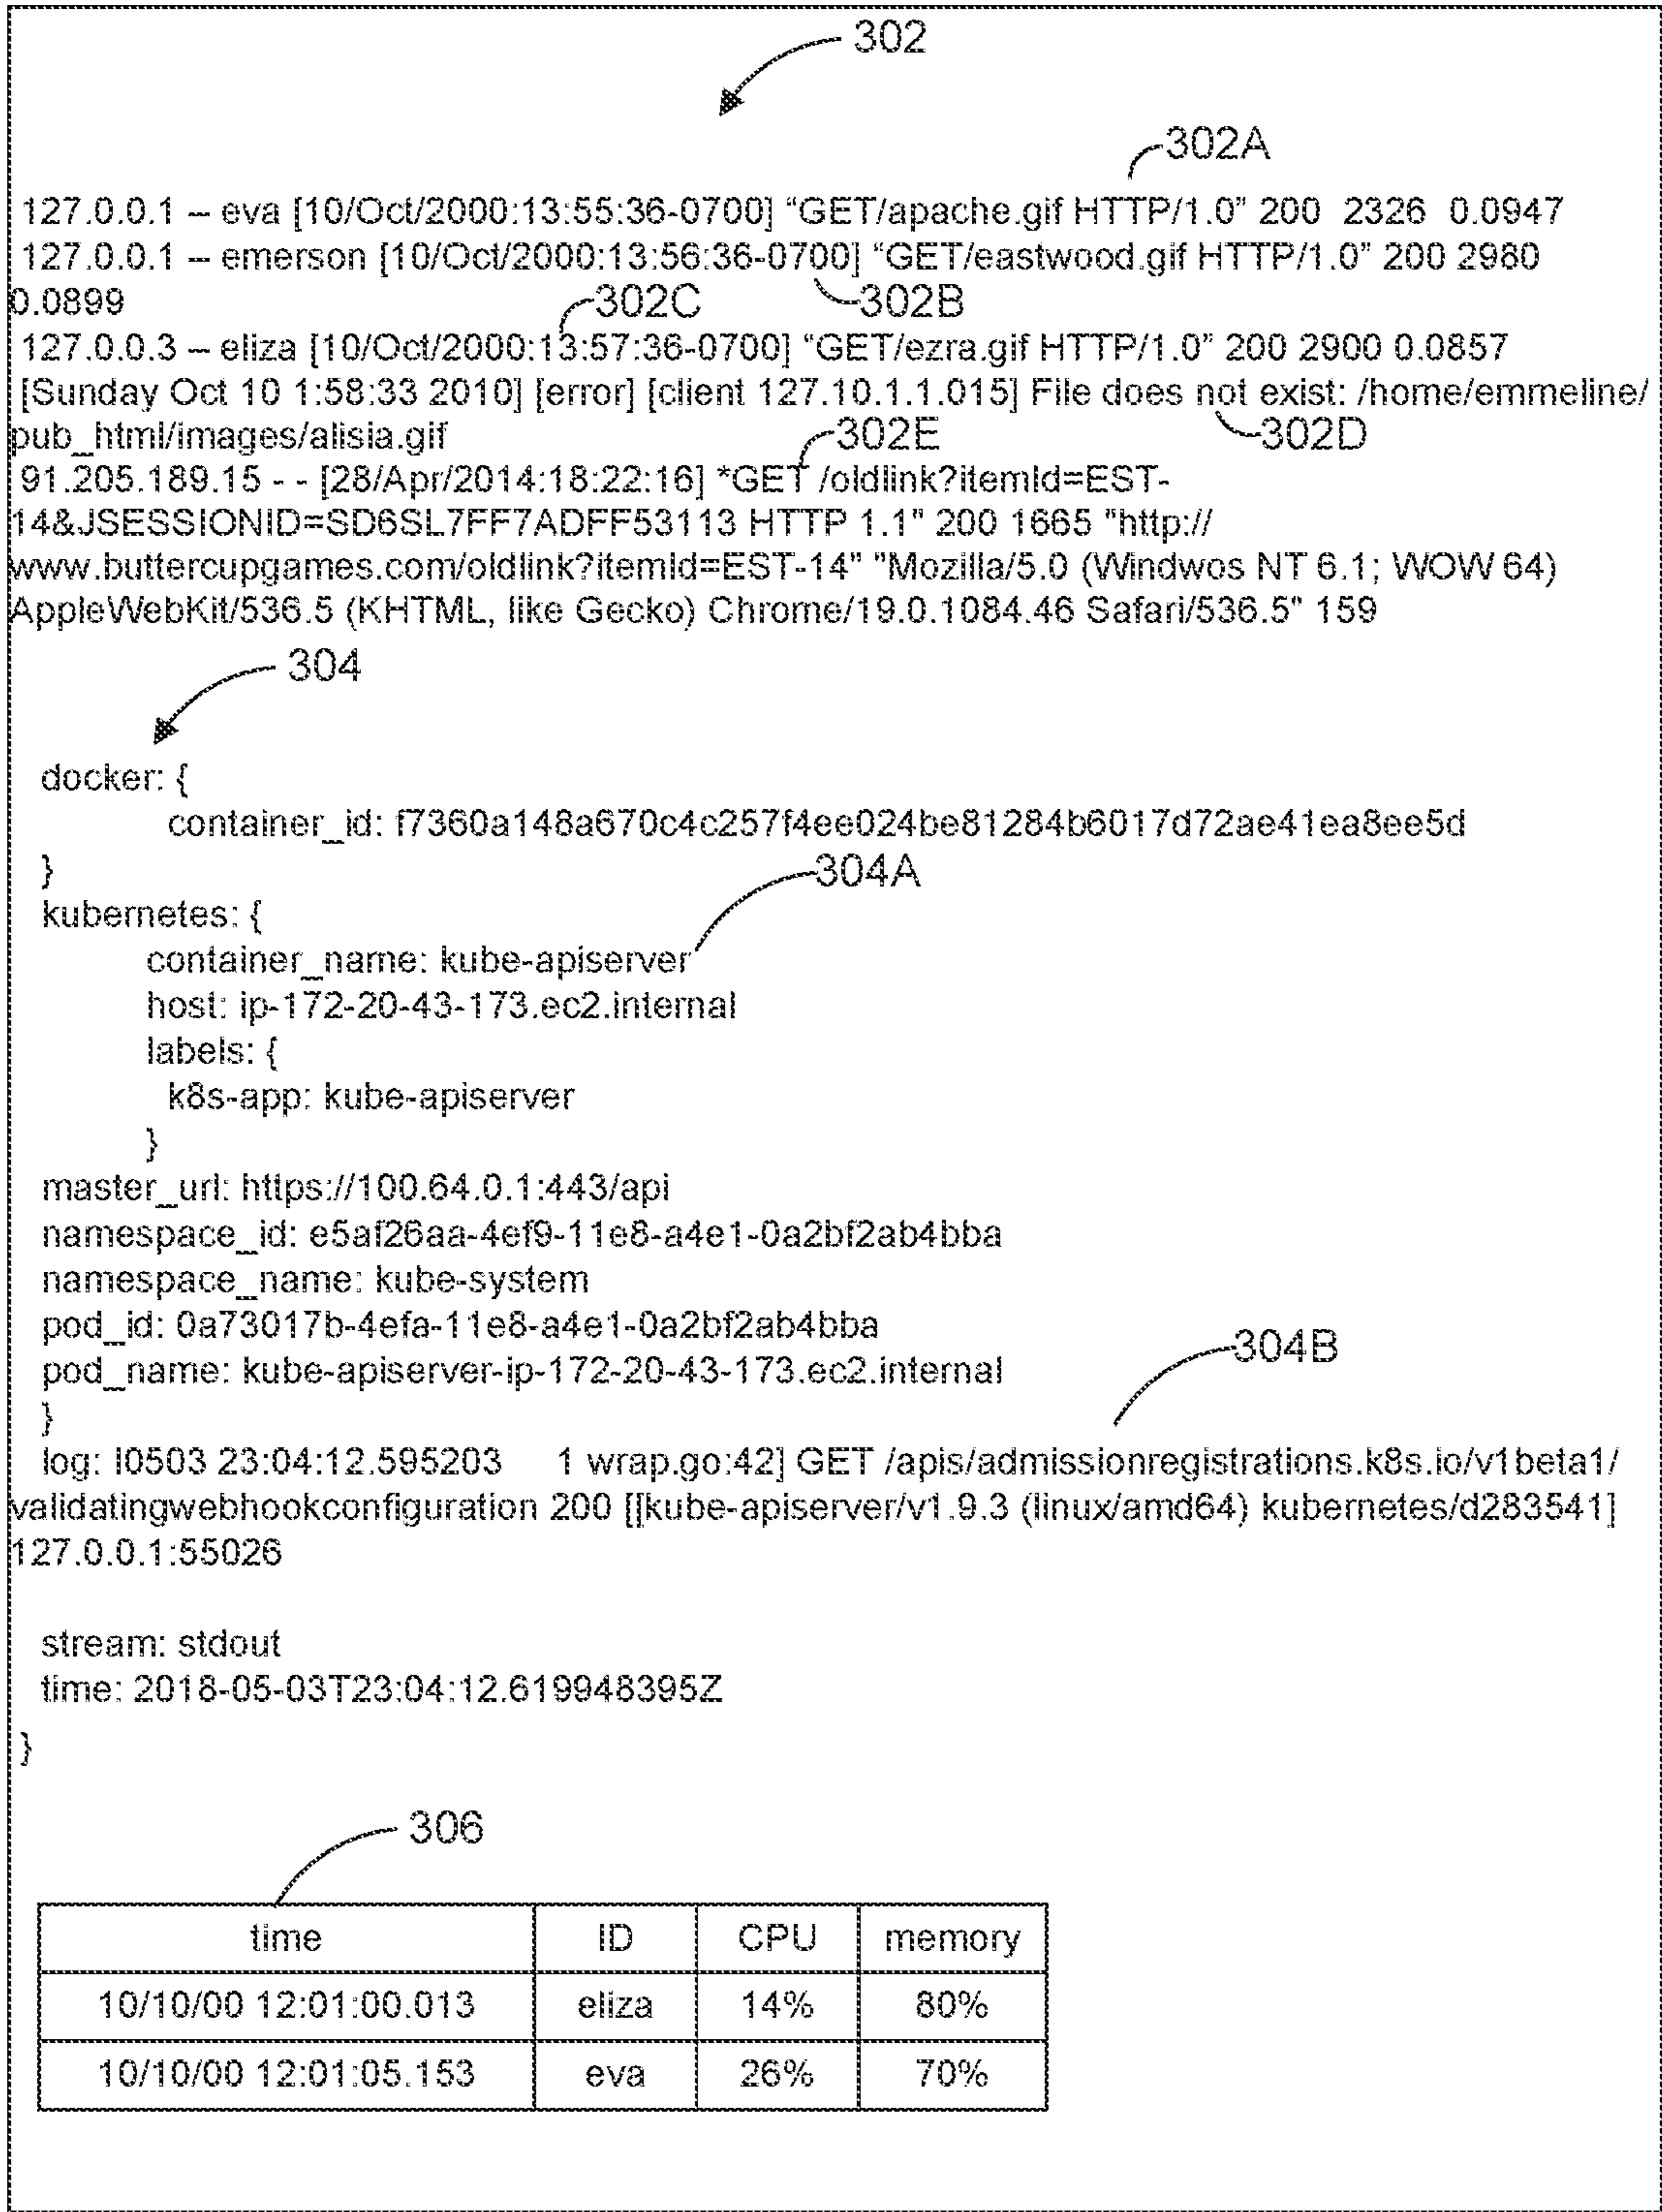 302
302A
127.0.0.1 – eva [10/Oct/2000:13:55:36-0700] “GET/apache.gif HTTP/1.0” 200 2326 0.0947
127.0.0.1 – emerson [10/Oct/2000:13:56:36-0700] “GET/eastwood.gif HTTP/1.0” 200 2980
0.0899
302C
302B
127.0.0.3 – eliza [10/Oct/2000:13:57:36-0700] “GET/ezra.gif HTTP/1.0” 200 2900 0.0857
[Sunday Oct 10 1:58:33 2010] [error] [client 127.10.1.1.015] File does not exist: /home/emmeline/
pub_html/images/alisia.gif
302E
302D
91.205.189.15 - - [28/Apr/2014:18:22:16] *GET /oldlink?itemId=EST-
14&JSESSIONID=SD6SL7FF7ADFF53113 HTTP 1.1" 200 1665 "http://
www.buttercupgames.com/oldlink?itemId=EST-14" "Mozilla/5.0 (Windwos NT 6.1; WOW 64)
AppleWebKit/536.5 (KHTML, like Gecko) Chrome/19.0.1084.46 Safari/536.5" 159
304
docker: {
container_id: f7360a148a670c4c257f4ee024be81284b6017d72ae41ea8ee5d
}
304A
kubernetes: {
container_name: kube-apiserver
host: ip-172-20-43-173.ec2.internal
labels: {
k8s-app: kube-apiserver
}
master_url: https://100.64.0.1:443/api
namespace_id: e5af26aa-4ef9-11e8-a4e1-0a2bf2ab4bba
namespace_name: kube-system
pod_id: 0a73017b-4efa-11e8-a4e1-0a2bf2ab4bba
304B
pod_name: kube-apiserver-ip-172-20-43-173.ec2.internal
}
log: I0503 23:04:12.595203 1 wrap.go:42] GET /apis/admissionregistrations.k8s.io/v1beta1/
validatingwebhookconfiguration 200 [[kube-apiserver/v1.9.3 (linux/amd64) kubernetes/d283541]
127.0.0.1:55026
stream: stdout
time: 2018-05-03T23:04:12.619948395Z
}
306
time ID CPU memory
10/10/00 12:01:00.013 eliza 14% 80%
10/10/00 12:01:05.153 eva 26% 70%